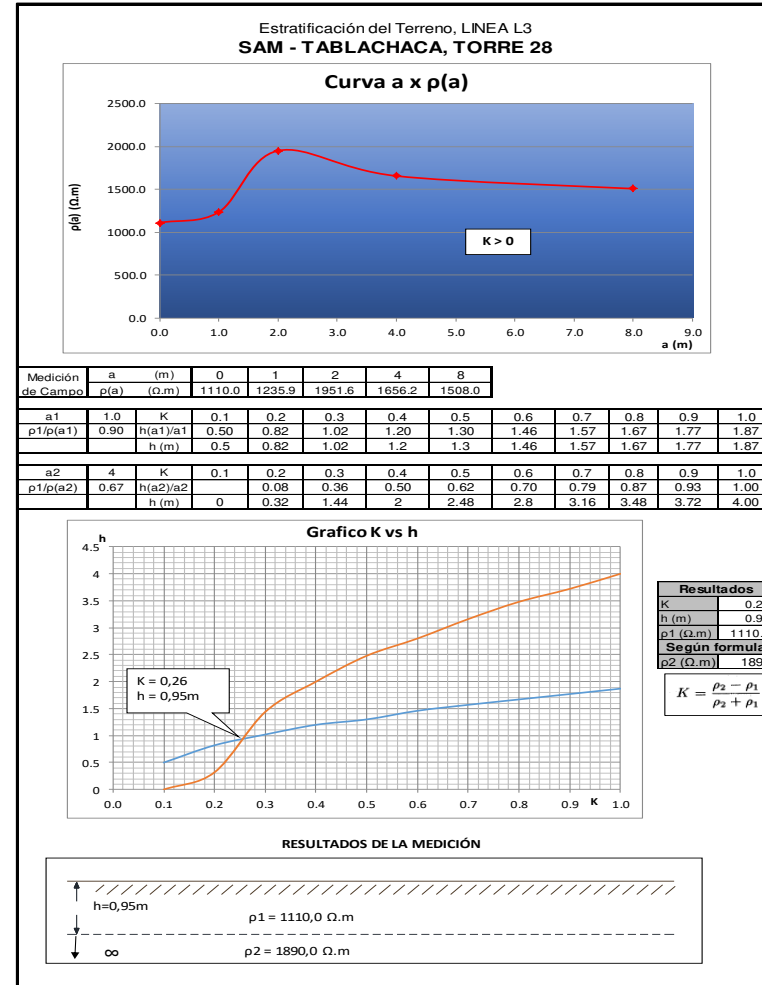 Estratificación del Terreno, LINEA L3
SAM - TABLACHACA, TORRE 28
Curva a x ρ(a)
ρ(a) (Ω.m)
2500.0
2000.0
1500.0
1000.0
500.0
0.0
K > 0
0.0 1.0 2.0 3.0 4.0 5.0 6.0 7.0 8.0 9.0
a (m)
Medición de Campo
a (m) 0 1 2 4 8
ρ(a) (Ω.m) 1110.0 1235.9 1951.6 1656.2 1508.0
a1 1.0 K 0.1 0.2 0.3 0.4 0.5 0.6 0.7 0.8 0.9 1.0
ρ1/ρ(a1) 0.90 h(a1)/a1 0.50 0.82 1.02 1.20 1.30 1.46 1.57 1.67 1.77 1.87
h (m) 0.5 0.82 1.02 1.2 1.3 1.46 1.57 1.67 1.77 1.87
a2 4 K 0.1 0.2 0.3 0.4 0.5 0.6 0.7 0.8 0.9 1.0
ρ1/ρ(a2) 0.67 h(a2)/a2 0.08 0.36 0.50 0.62 0.70 0.79 0.87 0.93 1.00
h (m) 0 0.32 1.44 2 2.48 2.8 3.16 3.48 3.72 4.00
Grafico K vs h
h
4.5
4
3.5
3
2.5
2
1.5
1
0.5
0
K = 0,26
h = 0,95m
0.0 0.1 0.2 0.3 0.4 0.5 0.6 0.7 0.8 0.9 K 1.0
Resultados
K 0.2
h (m) 0.9
ρ1 (Ω.m) 1110.
Según formula
ρ2 (Ω.m) 189
K = (ρ₂ − ρ₁)/(ρ₂ + ρ₁)
RESULTADOS DE LA MEDICIÓN
h=0,95m
ρ1 = 1110,0 Ω.m
∞ ρ2 = 1890,0 Ω.m